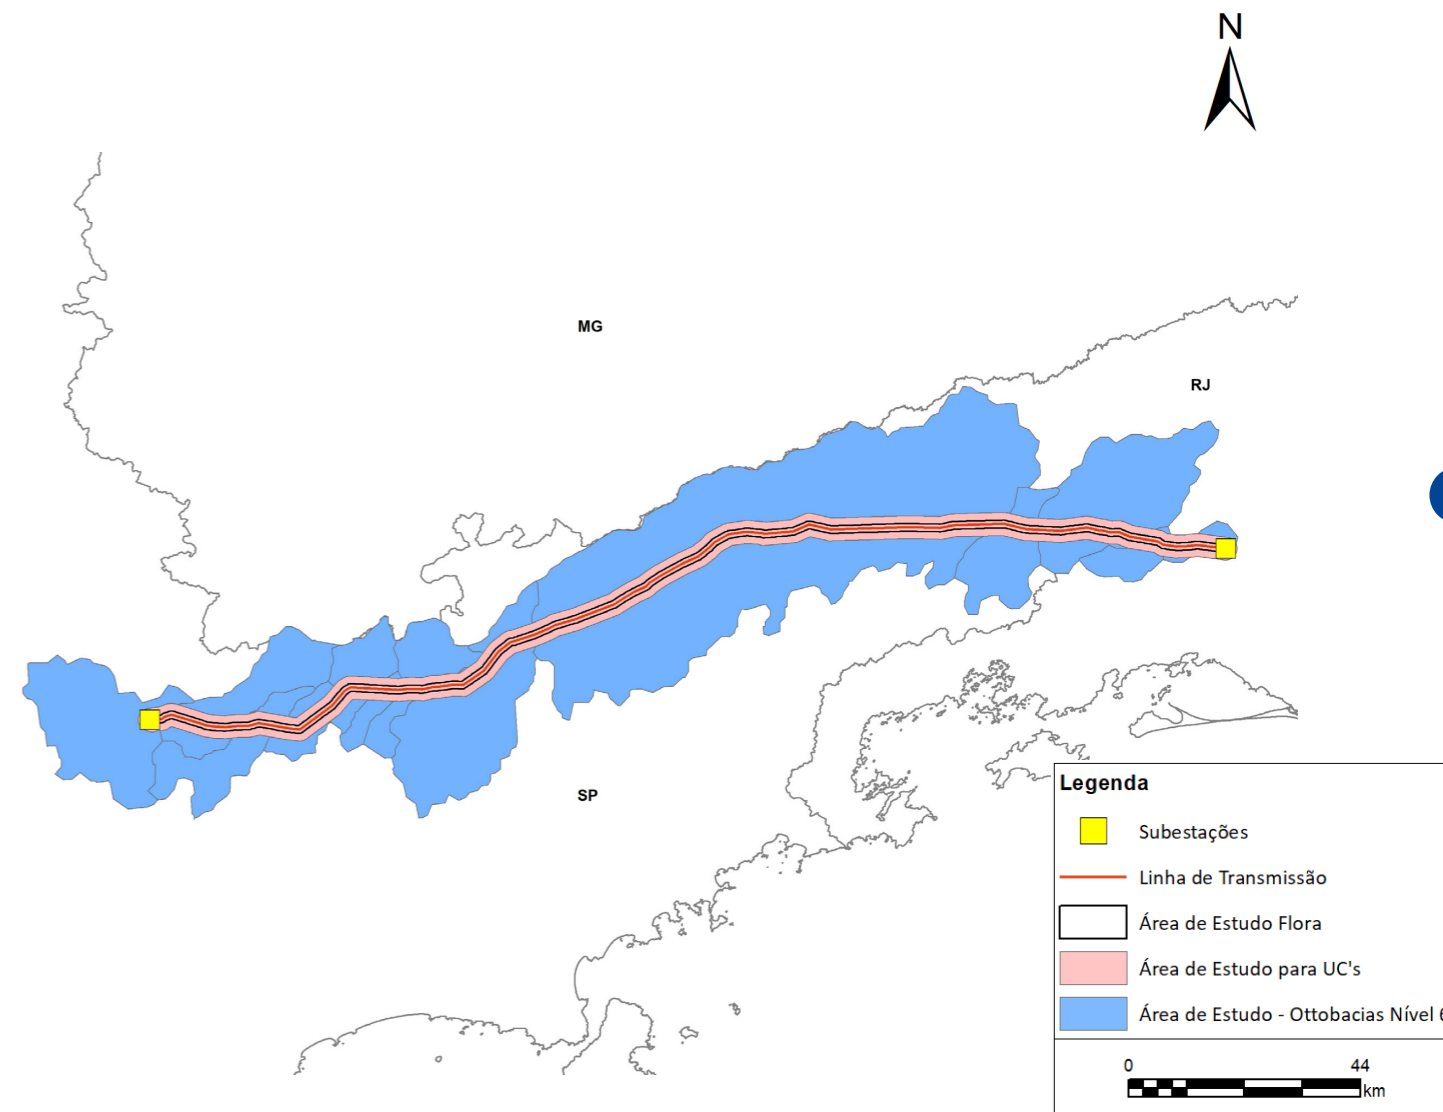 N
MG
RJ
SP
Legenda
Subestações
Linha de Transmissão
Área de Estudo Flora
Área de Estudo para UC's
Área de Estudo - Ottobacias Nível 6
0 44
km